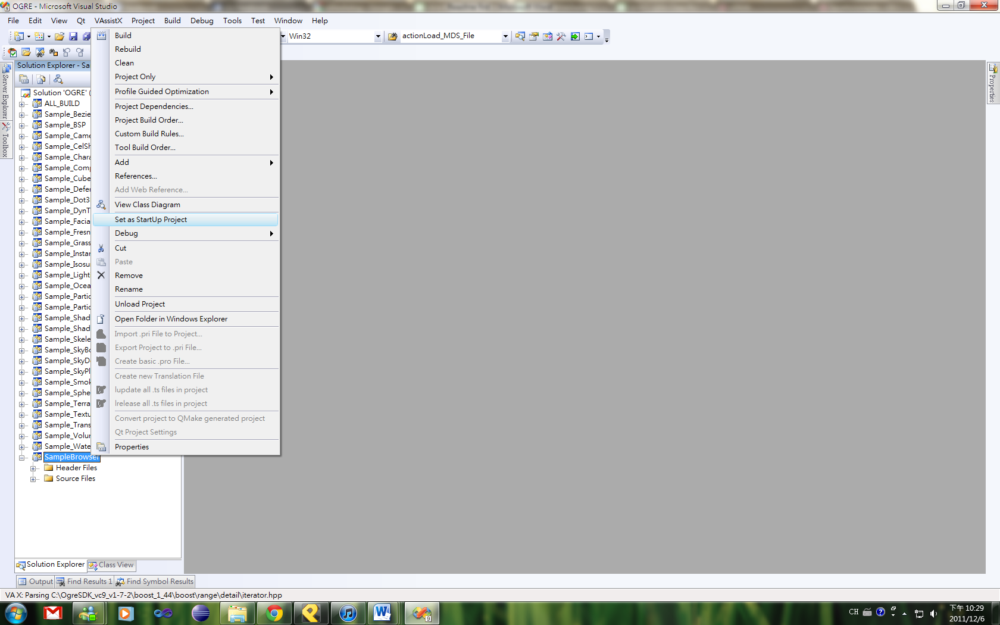 OGRE - Microsoft Visual Studio
File Edit View Qt VAssistX Project Build Debug Tools Test Window Help
Win32 actionLoad_MDS_File
Solution Explorer - Sa
Solution 'OGRE' (
ALL_BUILD
Sample_Bezie
Sample_BSP
Sample_Came
Sample_CelSh
Sample_Chara
Sample_Comp
Sample_Cube
Sample_Defer
Sample_Dot3
Sample_DynT
Sample_Facia
Sample_Fresn
Sample_Grass
Sample_Instan
Sample_Isosu
Sample_Light
Sample_Ocea
Sample_Partic
Sample_Partic
Sample_Shad
Sample_Shad
Sample_Skele
Sample_SkyBo
Sample_SkyD
Sample_SkyPl
Sample_Smok
Sample_Sphe
Sample_Terra
Sample_Textu
Sample_Trans
Sample_Volur
Sample_Wate
SampleBrowser
Header Files
Source Files
Build
Rebuild
Clean
Project Only
Profile Guided Optimization
Project Dependencies...
Project Build Order...
Custom Build Rules...
Tool Build Order...
Add
References...
Add Web Reference...
View Class Diagram
Set as StartUp Project
Debug
Cut
Paste
Remove
Rename
Unload Project
Open Folder in Windows Explorer
Import .pri File to Project...
Export Project to .pri File...
Create basic .pro File...
Create new Translation File
lupdate all .ts files in project
lrelease all .ts files in project
Convert project to QMake generated project
Qt Project Settings
Properties
Server Explorer
Toolbox
Properties
Solution Explorer Class View
Output Find Results 1 Find Symbol Results
VA X: Parsing C:\OgreSDK_vc9_v1-7-2\boost_1_44\boost\range\detail\iterator.hpp
9
CH
下午 10:29
2011/12/6